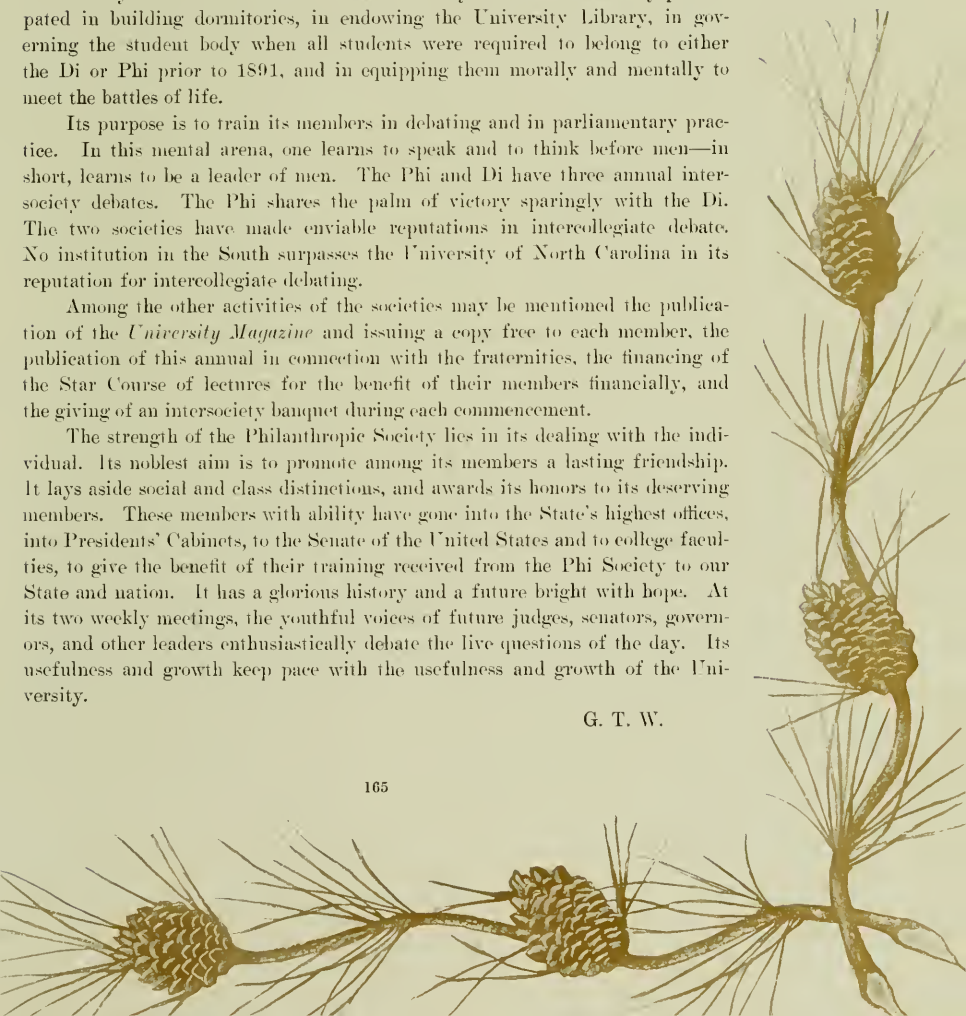 pated in building dormitories, in endowing the University Library, in gov-
erning the student body when all students were required to belong to either
the Di or Phi prior to 1891, and in equipping them morally and mentally to
meet the battles of life.
Its purpose is to train its members in debating and in parliamentary prac-
tice. In this mental arena, one learns to speak and to think before men—in
short, learns to be a leader of men. The Phi and Di have three annual inter-
society debates. The Phi shares the palm of victory sparingly with the Di.
The two societies have made enviable reputations in intercollegiate debate.
No institution in the South surpasses the University of North Carolina in its
reputation for intercollegiate debating.
Among the other activities of the societies may be mentioned the publica-
tion of the University Magazine and issuing a copy free to each member, the
publication of this annual in connection with the fraternities, the financing of
the Star Course of lectures for the benefit of their members financially, and
the giving of an intersociety banquet during each commencement.
The strength of the Philanthropic Society lies in its dealing with the indi-
vidual. Its noblest aim is to promote among its members a lasting friendship.
It lays aside social and class distinctions, and awards its honors to its deserving
members. These members with ability have gone into the State's highest offices,
into Presidents' Cabinets, to the Senate of the United States and to college facul-
ties, to give the benefit of their training received from the Phi Society to our
State and nation. It has a glorious history and a future bright with hope. At
its two weekly meetings, the youthful voices of future judges, senators, govern-
ors, and other leaders enthusiastically debate the live questions of the day. Its
usefulness and growth keep pace with the usefulness and growth of the Uni-
versity.
G. T. W.
165